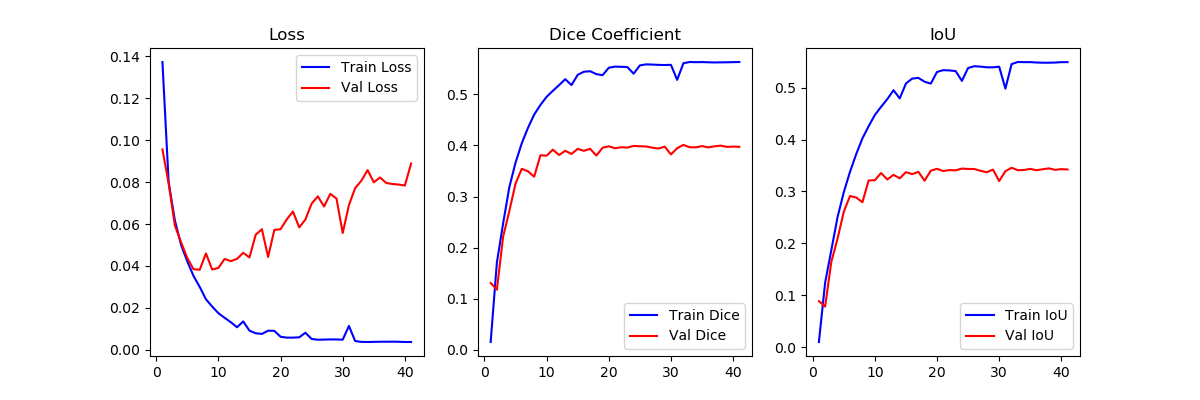 Loss
0.14
0.12
0.10
0.08
0.06
0.04
0.02
0.00
0 10 20 30 40
Train Loss
Val Loss
Dice Coefficient
0.5
0.4
0.3
0.2
0.1
0.0
0 10 20 30 40
Train Dice
Val Dice
IoU
0.5
0.4
0.3
0.2
0.1
0.0
0 10 20 30 40
Train IoU
Val IoU